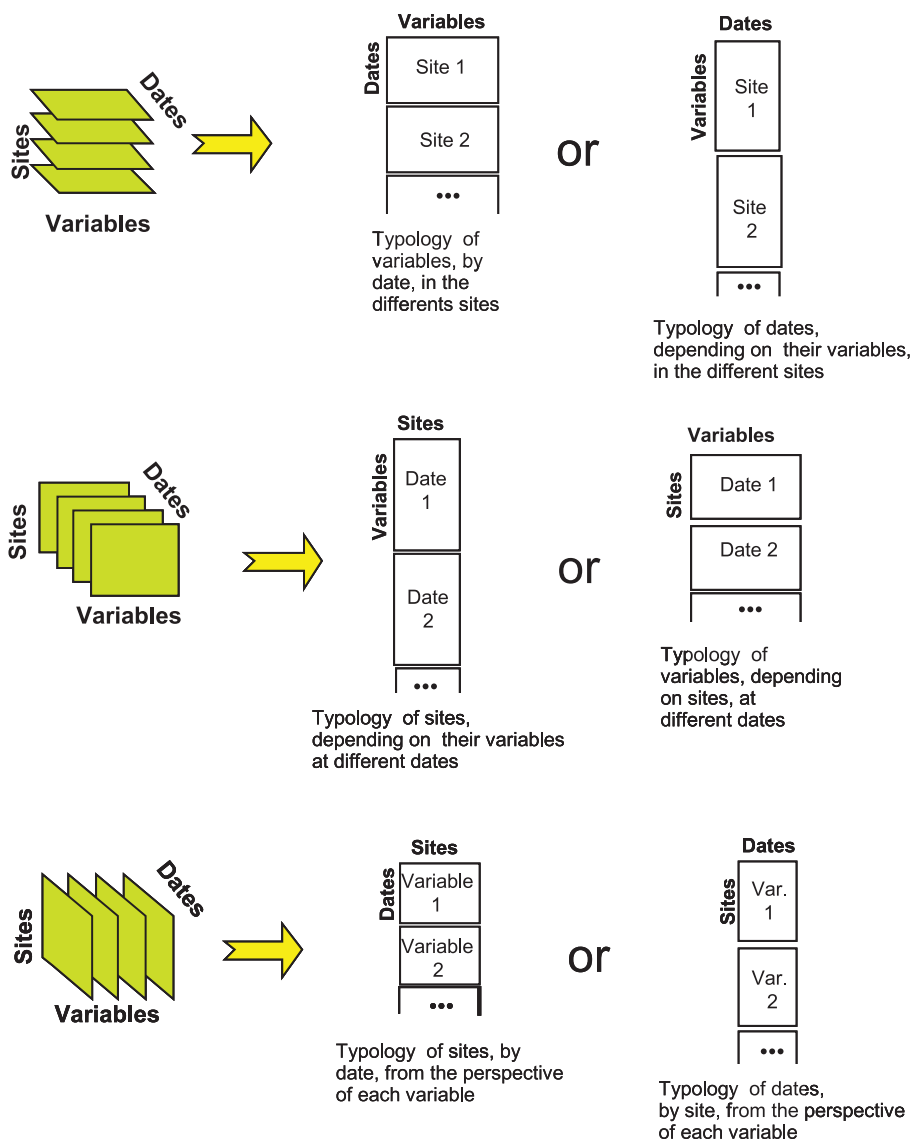 Sites
Dates
Variables
Variables
Dates
Site 1
Site 2
•••
Typology of
variables, by
date, in the
differents sites
or
Dates
Variables
Site
1
Site
2
•••
Typology of dates,
depending on their variables,
in the different sites
Sites
Dates
Variables
Sites
Variables
Date
1
Date
2
•••
Typology of sites,
depending on their variables
at different dates
or
Variables
Sites
Date 1
Date 2
•••
Typology of
variables, depending
on sites, at
different dates
Sites
Dates
Variables
Sites
Dates
Variable
1
Variable
2
•••
Typology of sites, by
date, from the perspective
of each variable
or
Dates
Sites
Var.
1
Var.
2
•••
Typology of dates,
by site, from the perspective
of each variable